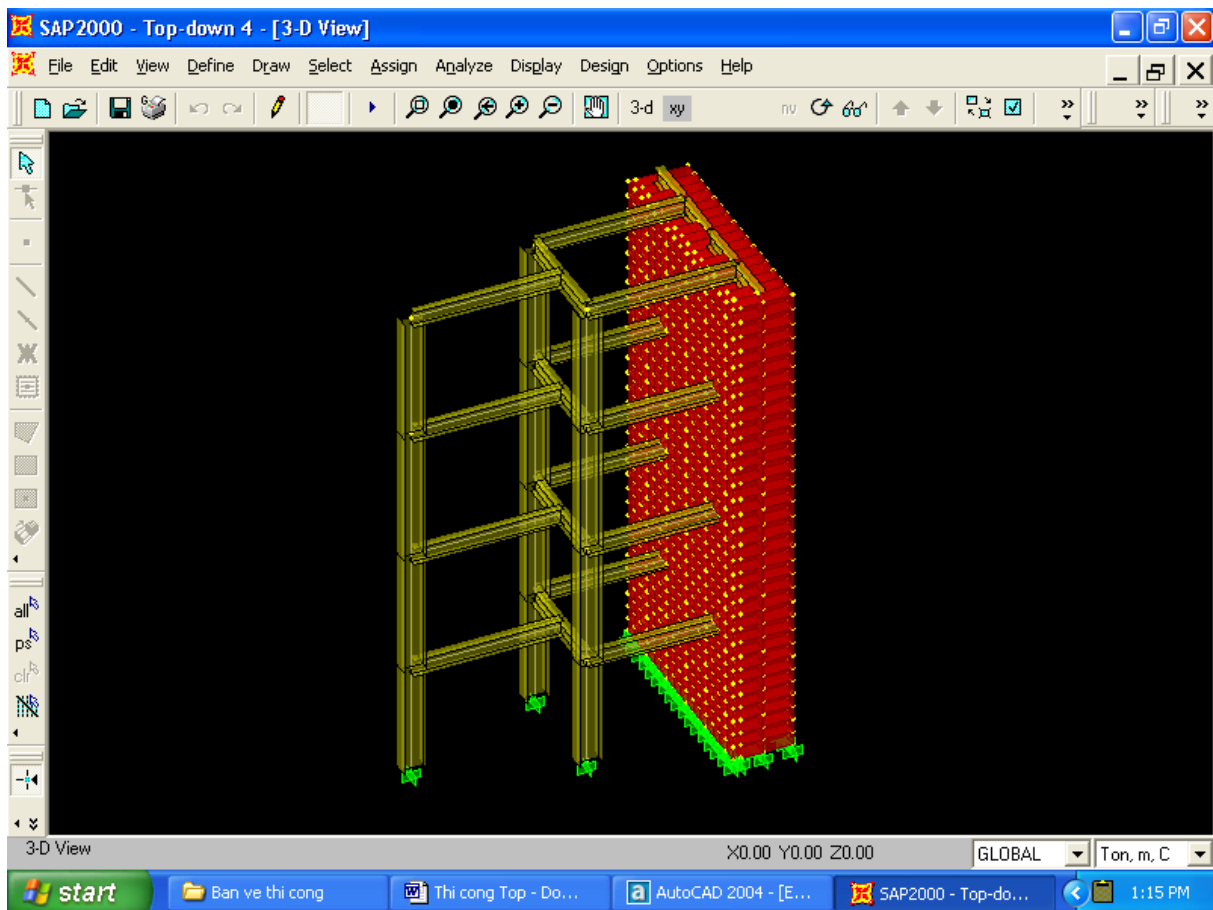 SAP2000 - Top-down 4 - [3-D View]
File Edit View Define Draw Select Assign Analyze Display Design Options Help
3-d xy nv
all
ps
clr
3-D View X0.00 Y0.00 Z0.00 GLOBAL Ton, m, C
start Ban ve thi cong Thi cong Top - Do... AutoCAD 2004 - [E... SAP2000 - Top-do... 1:15 PM